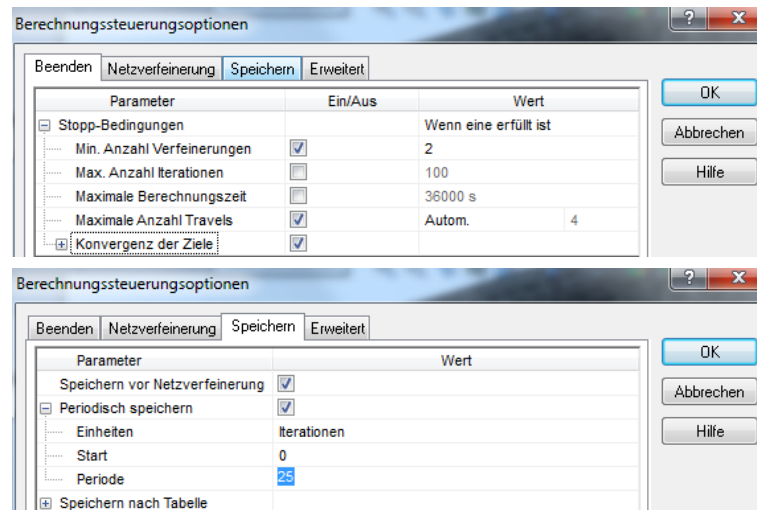 Berechnungssteuerungsoptionen
?
X
Beenden Netzverfeinerung Speichern Erweitert
Parameter Ein/Aus Wert
OK
Stopp-Bedingungen Wenn eine erfüllt ist
Abbrechen
Min. Anzahl Verfeinerungen 2
Max. Anzahl Iterationen 100
Hilfe
Maximale Berechnungszeit 36000 s
Maximale Anzahl Travels Autom. 4
Konvergenz der Ziele
Berechnungssteuerungsoptionen
?
X
Beenden Netzverfeinerung Speichern Erweitert
Parameter Wert
OK
Speichern vor Netzverfeinerung
Abbrechen
Periodisch speichern
Einheiten Iterationen
Hilfe
Start 0
Periode 25
Speichern nach Tabelle